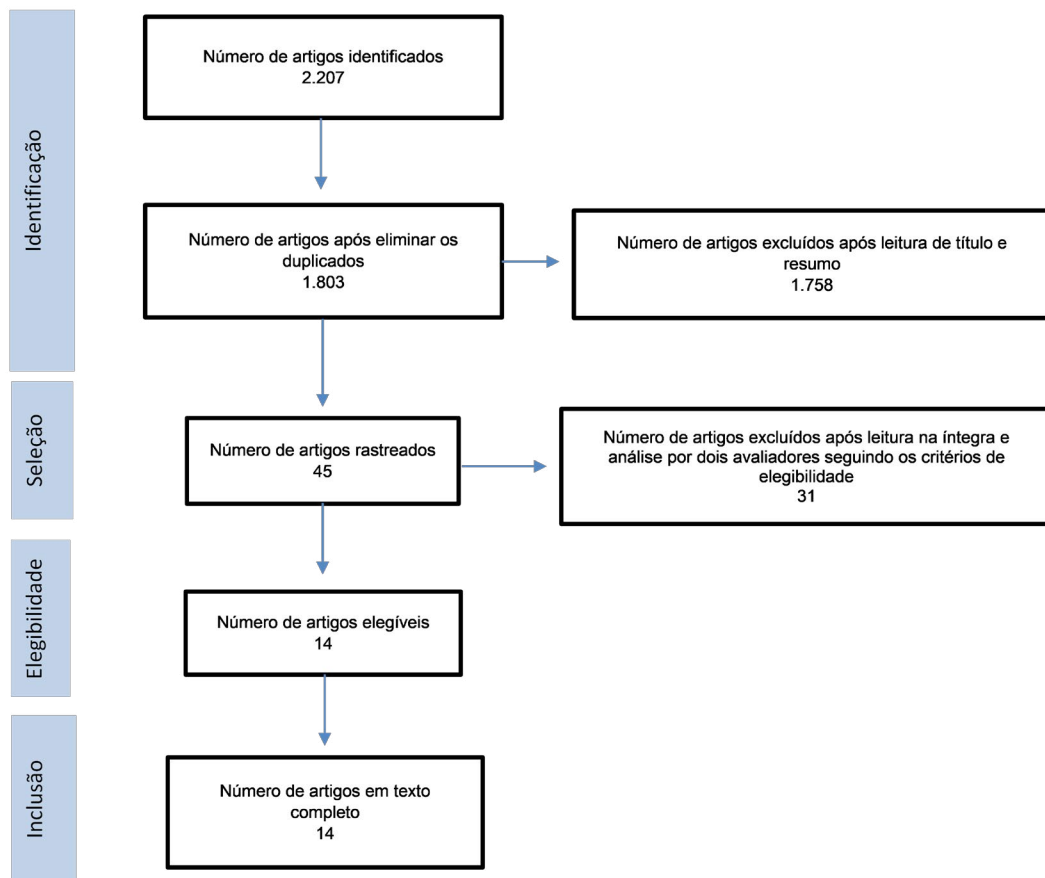 Identificação
Número de artigos identificados
2.207
Número de artigos após eliminar os
duplicados
1.803
Número de artigos excluídos após leitura de título e
resumo
1.758
Seleção
Número de artigos rastreados
45
Número de artigos excluídos após leitura na íntegra e
análise por dois avaliadores seguindo os critérios de
elegibilidade
31
Elegibilidade
Número de artigos elegíveis
14
Inclusão
Número de artigos em texto
completo
14